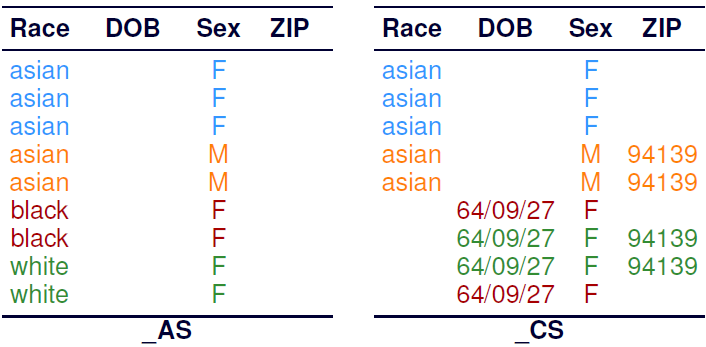 Race DOB Sex ZIP Race DOB Sex ZIP
asian F asian F
asian F asian F
asian F asian F
asian M asian M 94139
asian M asian M 94139
black F 64/09/27 F
black F 64/09/27 F 94139
white F 64/09/27 F 94139
white F 64/09/27 F
_AS _CS